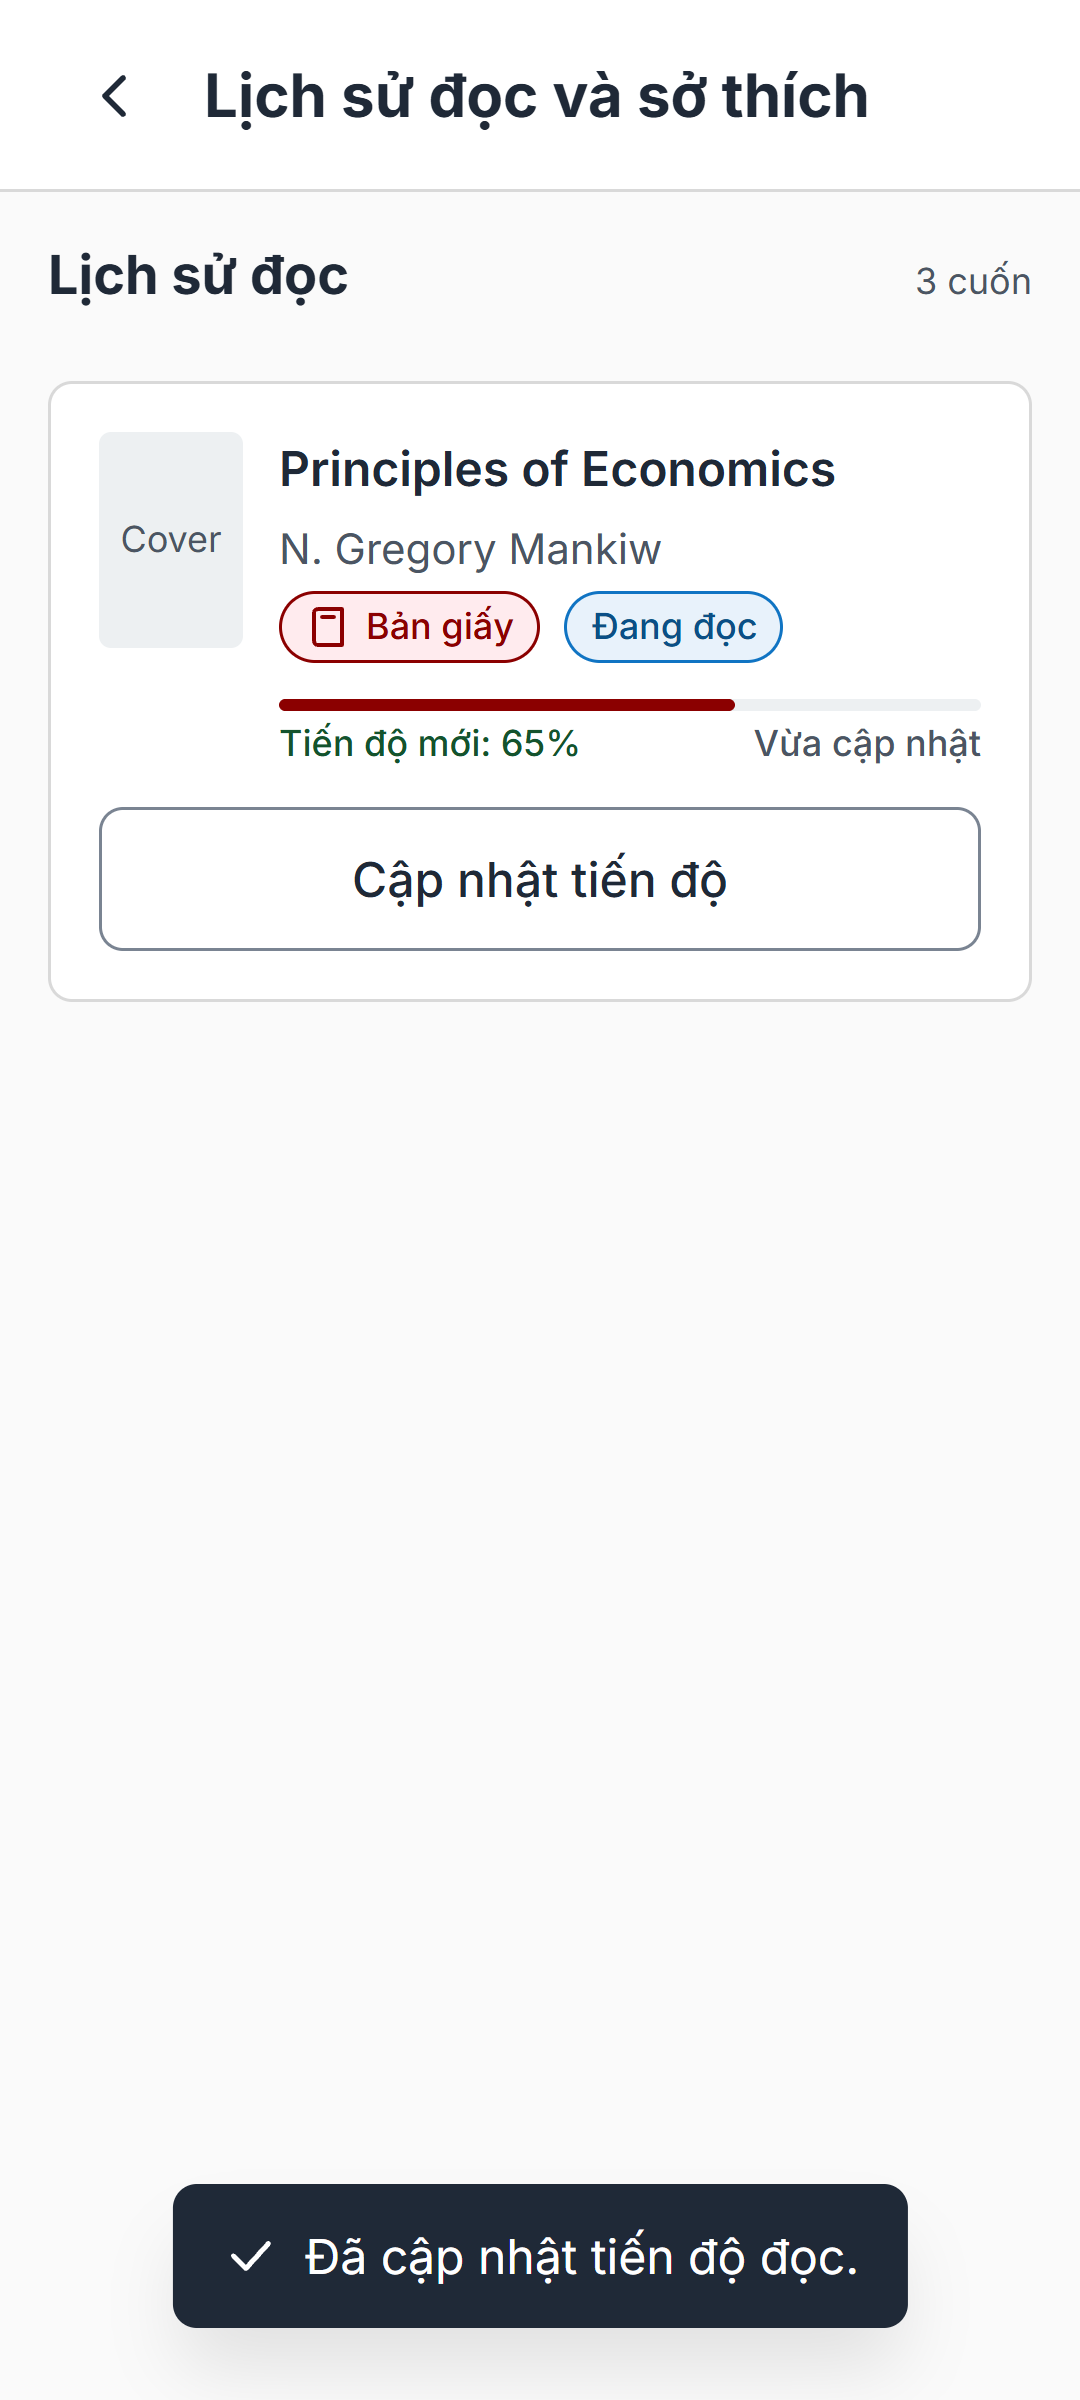 Lịch sử đọc và sở thích
Lịch sử đọc
3 cuốn
Cover
Principles of Economics
N. Gregory Mankiw
Bản giấy
Đang đọc
Tiến độ mới: 65%
Vừa cập nhật
Cập nhật tiến độ
Đã cập nhật tiến độ đọc.